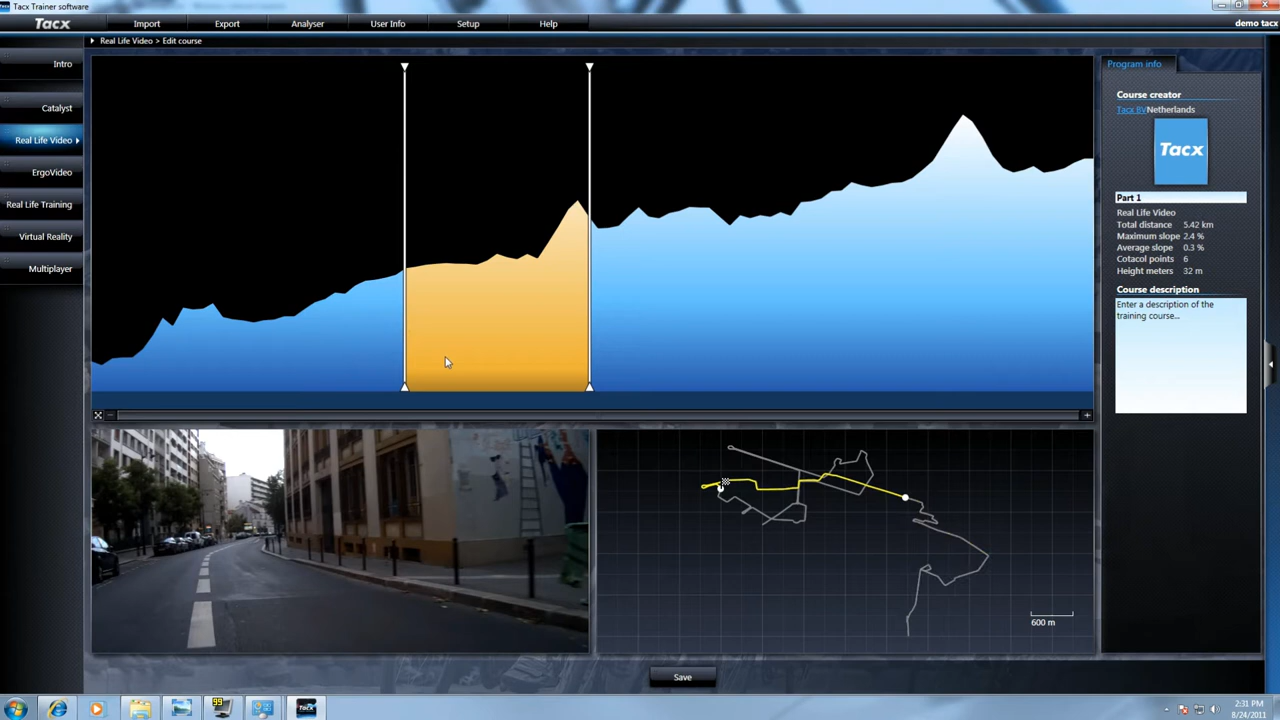 Tacx Tacx Trainer software
Tacx Import Export Analyser User Info Setup Help demo tacx
Real Life Video > Edit course
Intro
Catalyst
Real Life Video
ErgoVideo
Real Life Training
Virtual Reality
Multiplayer
Program info
Course creator
Tacx BV Netherlands
Tacx
Part 1
Real Life Video
Total distance 5.42 km
Maximum slope 2.4 %
Average slope 0.3 %
Cotacol points 6
Height meters 32 m
Course description
Enter a description of the
training course...
600 m
Save
99
Tacx
2:31 PM
8/24/2011